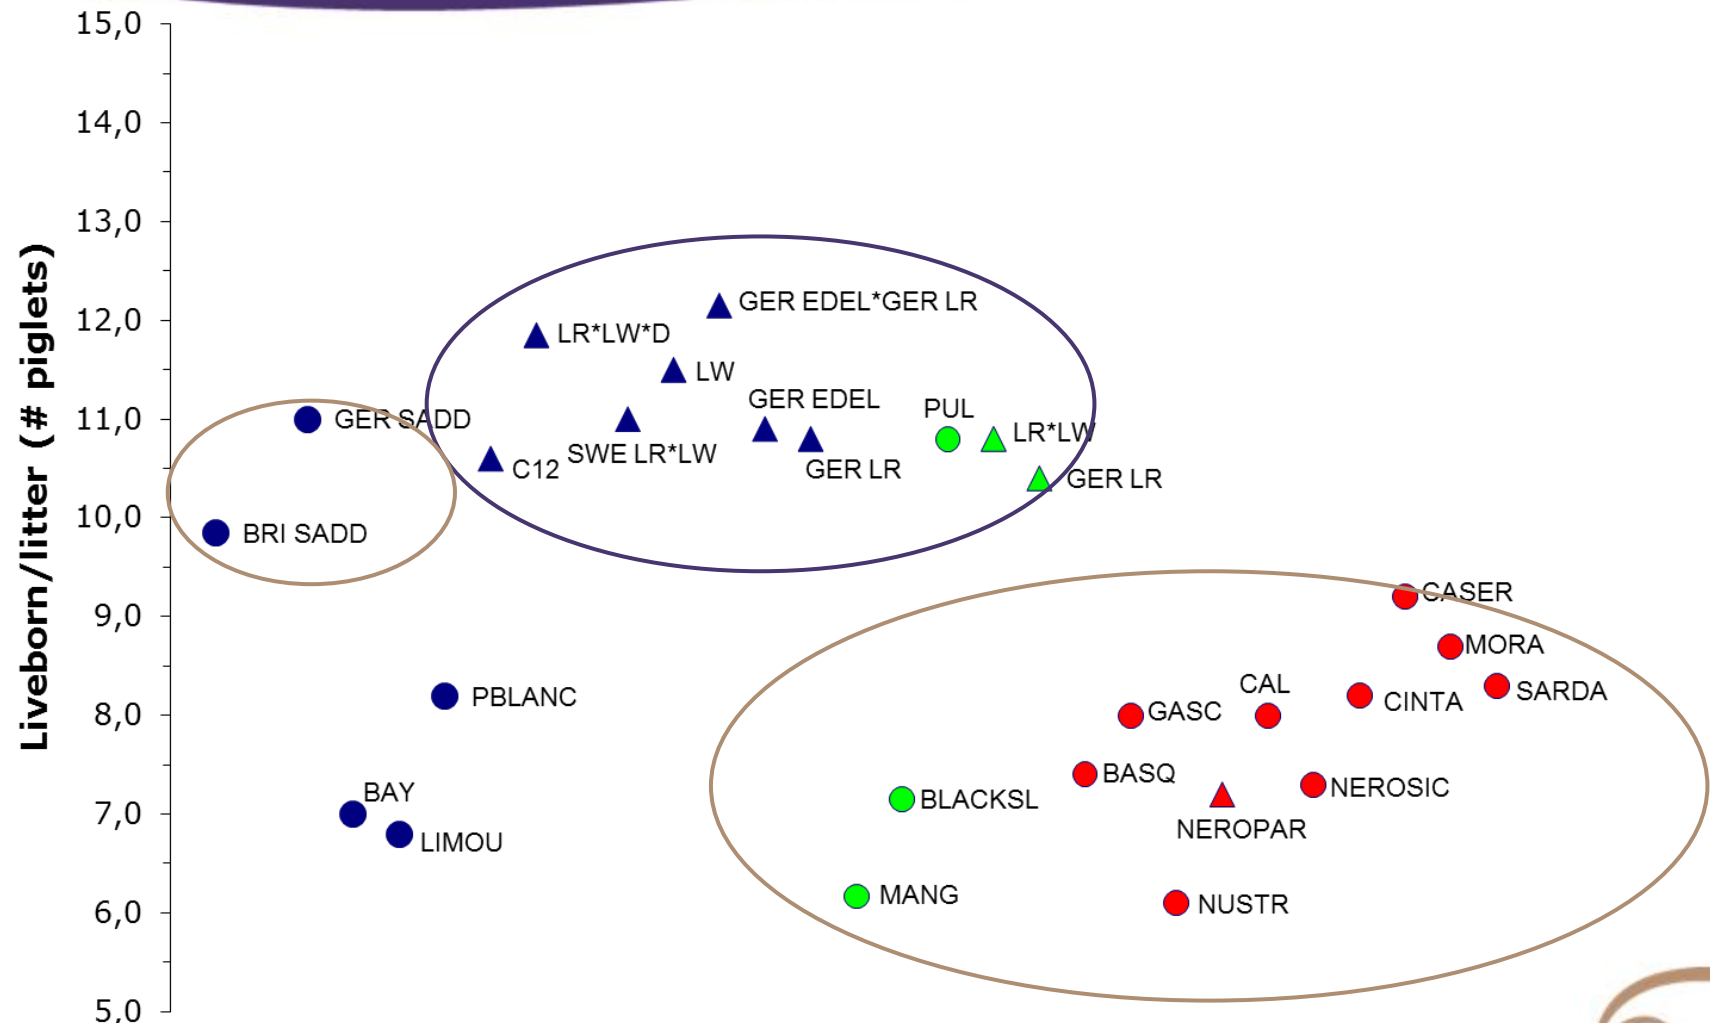 15,0
14,0
13,0
12,0
11,0
10,0
9,0
8,0
7,0
6,0
5,0
Liveborn/litter (# piglets)
GER EDEL*GER LR
LR*LW*D
LW
GER EDEL
PUL
GER SADD
LR*LW
SWE LR*LW
C12
GER LR
GER LR
BRI SADD
CASER
MORA
CAL
SARDA
PBLANC
CINTA
GASC
BASQ
NEROSIC
BAY
BLACKSL
NEROPAR
LIMOU
MANG
NUSTR